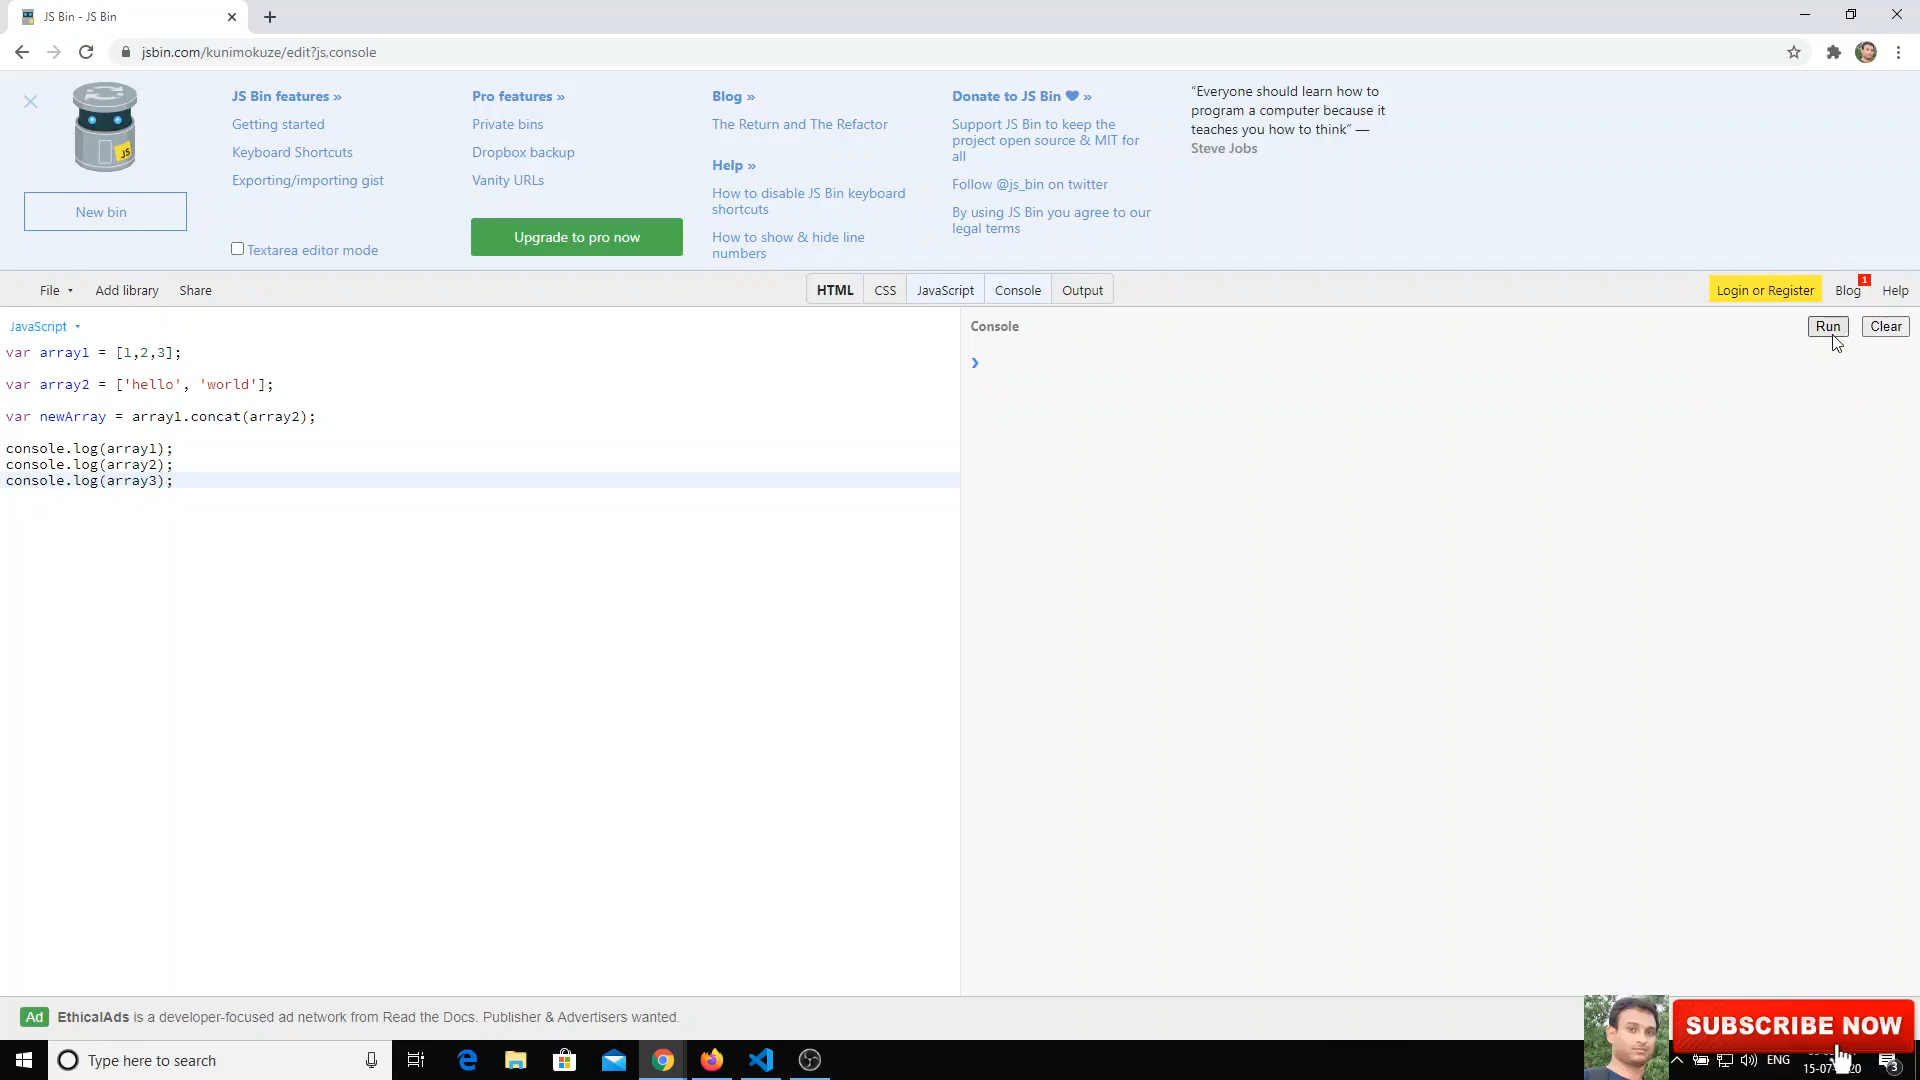 JS Bin - JS Bin
jsbin.com/kunimokuze/edit?js,console
JS Bin features »
Getting started
Keyboard Shortcuts
Exporting/importing gist
Textarea editor mode
New bin
JS
Pro features »
Private bins
Dropbox backup
Vanity URLs
Upgrade to pro now
Blog »
The Return and The Refactor
Help »
How to disable JS Bin keyboard
shortcuts
How to show & hide line
numbers
Donate to JS Bin ♥ »
Support JS Bin to keep the
project open source & MIT for
all
Follow @js_bin on twitter
By using JS Bin you agree to our
legal terms
“Everyone should learn how to
program a computer because it
teaches you how to think” —
Steve Jobs
File Add library Share HTML CSS JavaScript Console Output Login or Register Blog 1 Help
JavaScript
var array1 = [1,2,3];
var array2 = ['hello', 'world'];
var newArray = array1.concat(array2);
console.log(array1);
console.log(array2);
console.log(array3);
Console Run Clear
Ad EthicalAds is a developer-focused ad network from Read the Docs. Publisher & Advertisers wanted.
SUBSCRIBE NOW
Type here to search
ENG
3